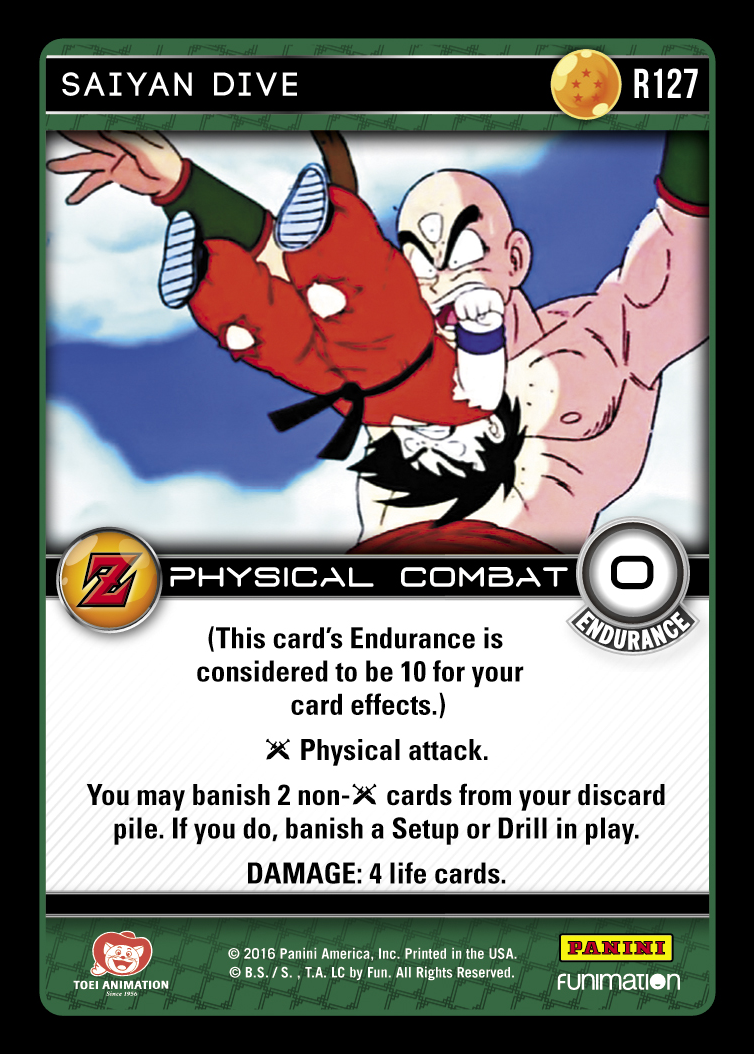 SAIYAN DIVE
R127
Z
PHYSICAL COMBAT
0
ENDURANCE
(This card's Endurance is
considered to be 10 for your
card effects.)
Physical attack.
You may banish 2 non- cards from your discard
pile. If you do, banish a Setup or Drill in play.
DAMAGE: 4 life cards.
TOEI ANIMATION
Since 1956
© 2016 Panini America, Inc. Printed in the USA.
© B.S. / S. , T.A. LC by Fun. All Rights Reserved.
PANINI
FUNIMATION